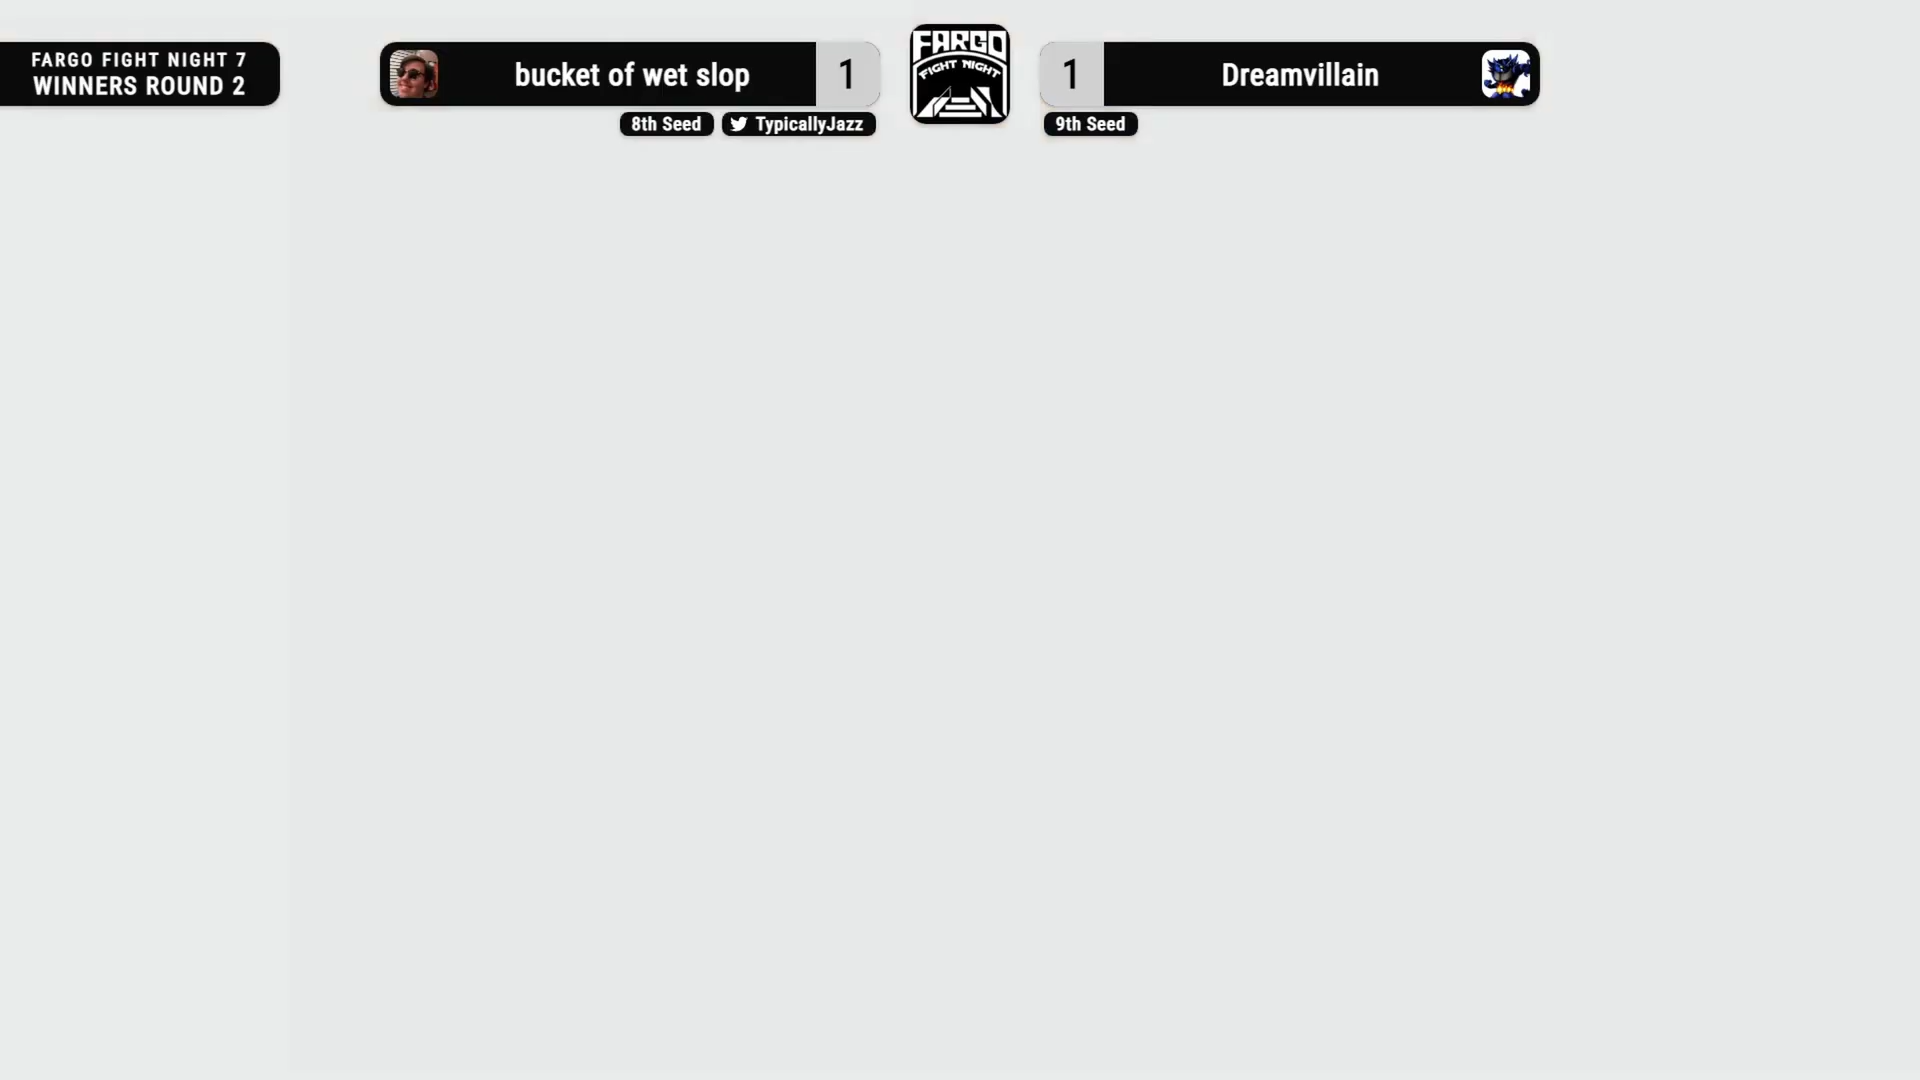 FARGO FIGHT NIGHT 7
WINNERS ROUND 2
bucket of wet slop
1
8th Seed
TypicallyJazz
FARGO
FIGHT NIGHT
1
Dreamvillain
9th Seed